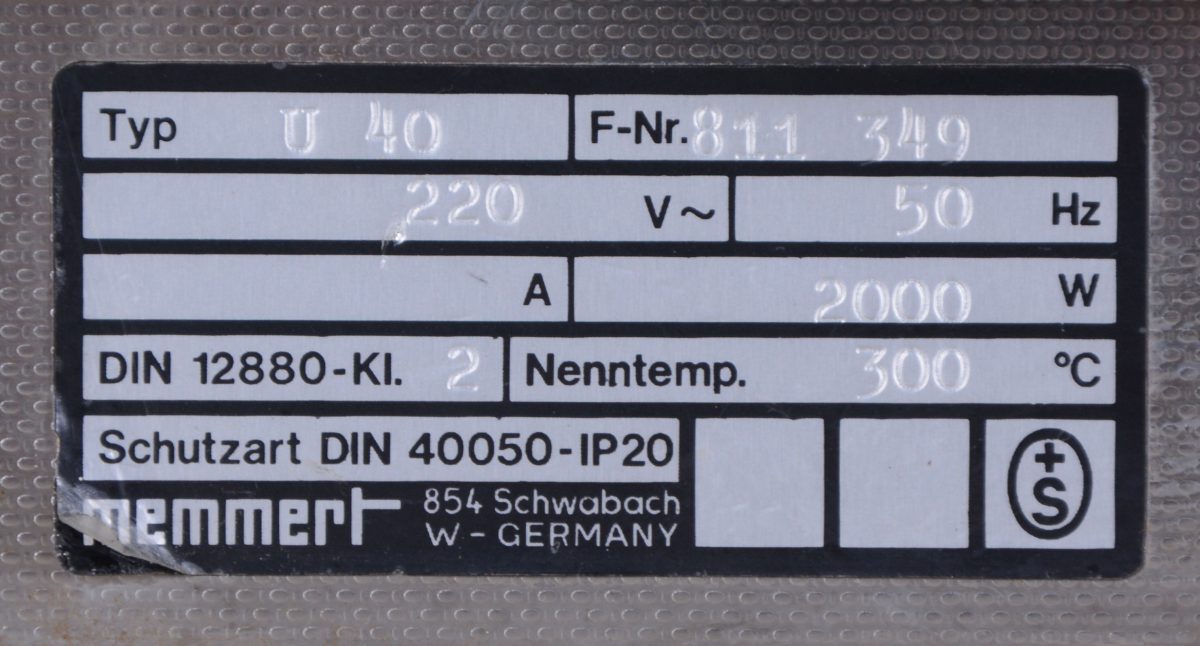 Typ U 40 F-Nr. 811 349
220 V~ 50 Hz
A 2000 W
DIN 12880-Kl. 2 Nenntemp. 300 °C
Schutzart DIN 40050-IP20
memmert 854 Schwabach
W-GERMANY
+S